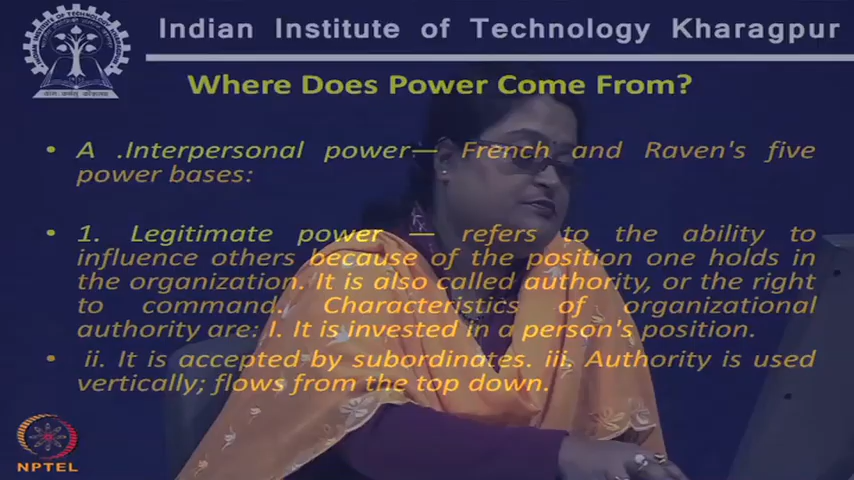 Indian Institute of Technology Kharagpur
Where Does Power Come From?
• A .Interpersonal power— French and Raven's five
power bases:
• 1. Legitimate power — refers to the ability to
influence others because of the position one holds in
the organization. It is also called authority, or the right
to command. Characteristics of organizational
authority are: I. It is invested in a person's position.
• ii. It is accepted by subordinates. iii. Authority is used
vertically; flows from the top down.
NPTEL